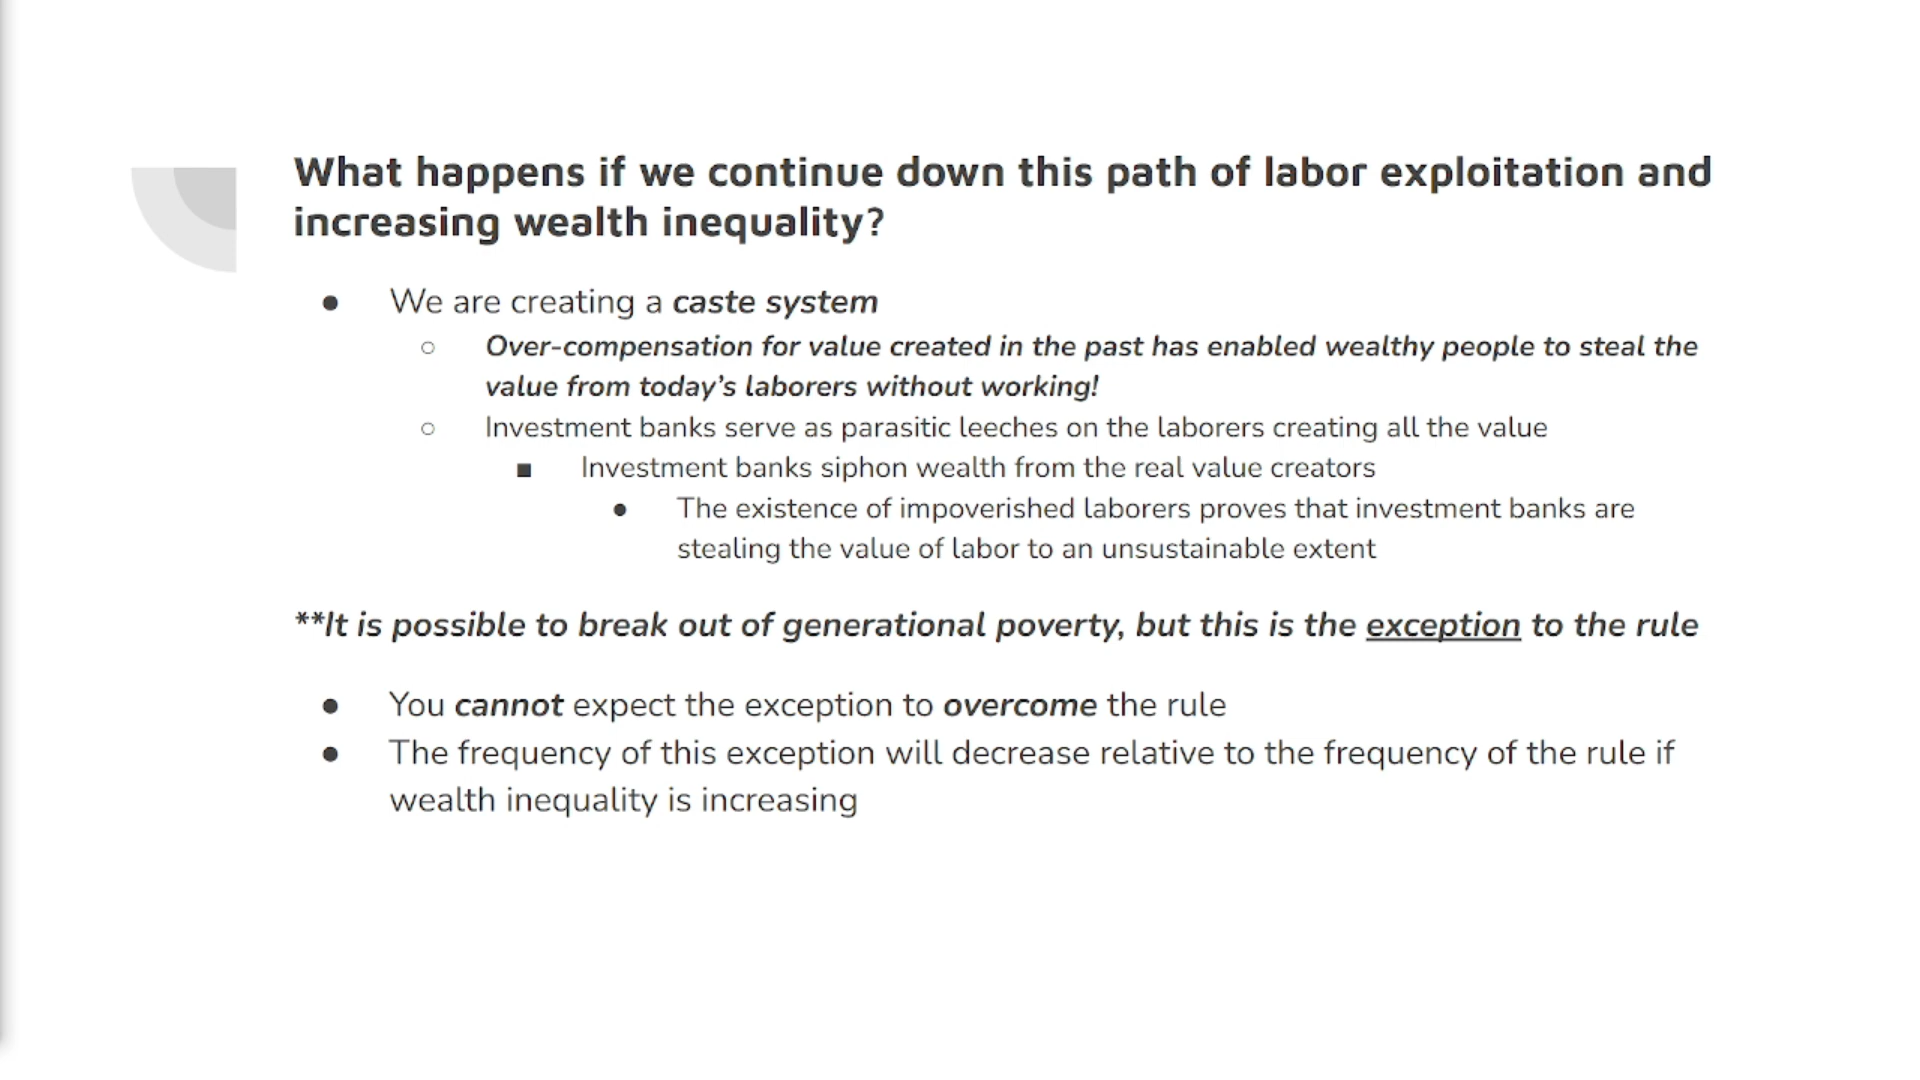 What happens if we continue down this path of labor exploitation and
increasing wealth inequality?
● We are creating a caste system
○ Over-compensation for value created in the past has enabled wealthy people to steal the
value from today's laborers without working!
○ Investment banks serve as parasitic leeches on the laborers creating all the value
■ Investment banks siphon wealth from the real value creators
● The existence of impoverished laborers proves that investment banks are
stealing the value of labor to an unsustainable extent
**It is possible to break out of generational poverty, but this is the exception to the rule
● You cannot expect the exception to overcome the rule
● The frequency of this exception will decrease relative to the frequency of the rule if
wealth inequality is increasing